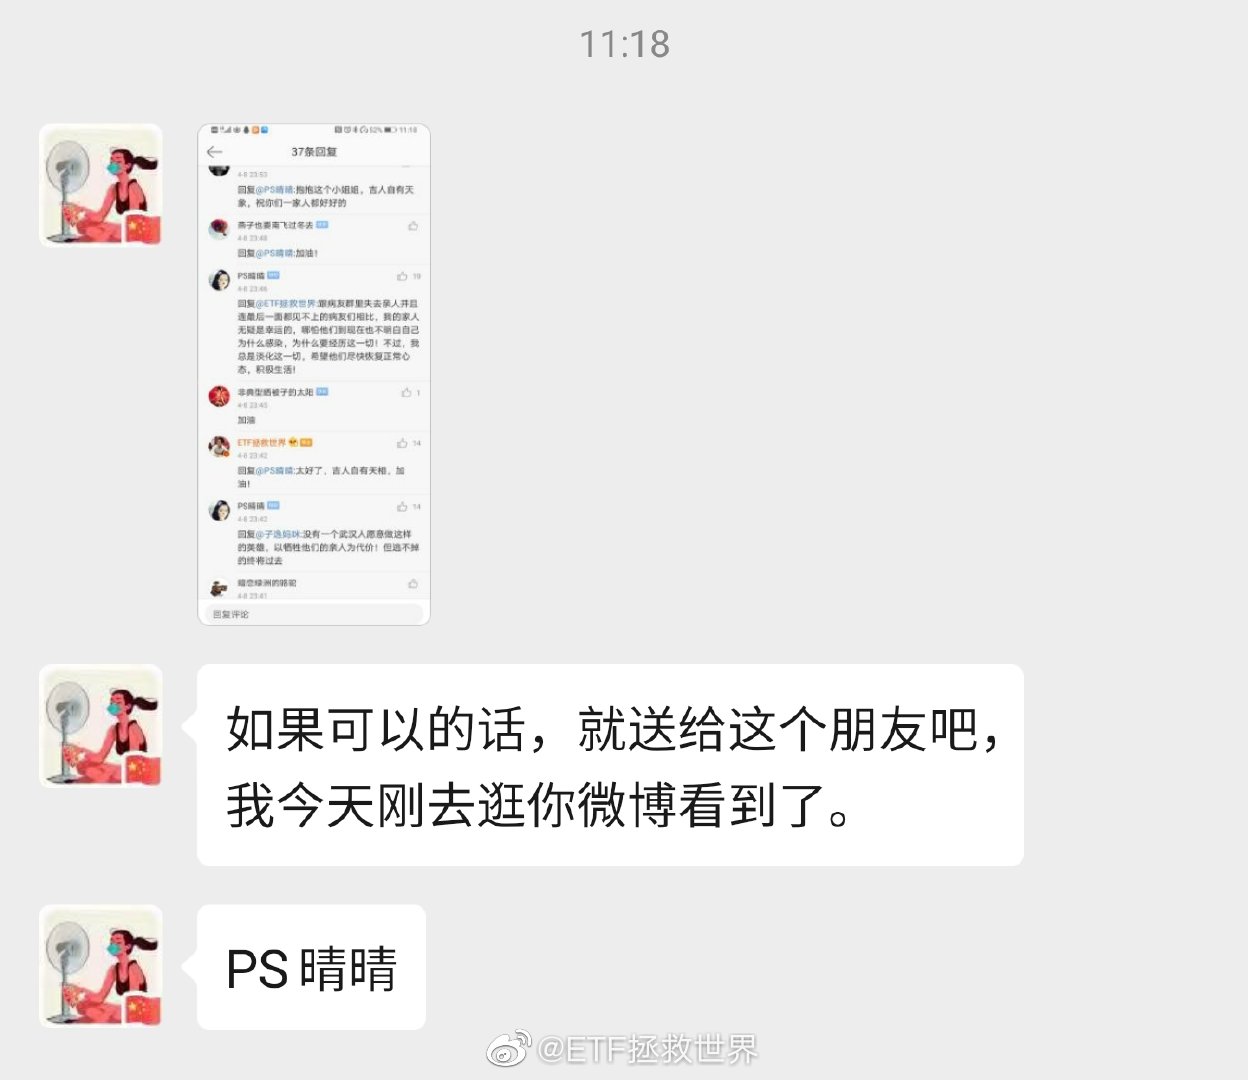 11:18
52% 11:18
37条回复
4-8 23:53
回复@PS晴晴:抱抱这个小姐姐，吉人自有天
象，祝你们一家人都好好的
燕子也要南飞过冬去
4-8 23:48
回复@PS晴晴:加油！
PS晴晴
19
4-8 23:46
回复@ETF拯救世界:跟病友群里失去亲人并且
连最后一面都见不上的病友们相比，我的家人
无疑是幸运的，哪怕他们到现在也不明白自己
为什么感染，为什么要经历这一切！不过，我
总是淡化这一切，希望他们尽快恢复正常心
态，积极生活！
非典型晒被子的太阳
1
4-8 23:45
加油
ETF拯救世界
14
4-8 23:42
回复@PS晴晴:太好了，吉人自有天相，加
油！
PS晴晴
14
4-8 23:42
回复@子逸妈咪:没有一个武汉人愿意做这样
的英雄，以牺牲他们的亲人为代价！但逃不掉
的终将过去
暗恋绿洲的骆驼
4-8 23:41
回复评论
如果可以的话，就送给这个朋友吧，
我今天刚去逛你微博看到了。
PS 晴晴
@ETF拯救世界